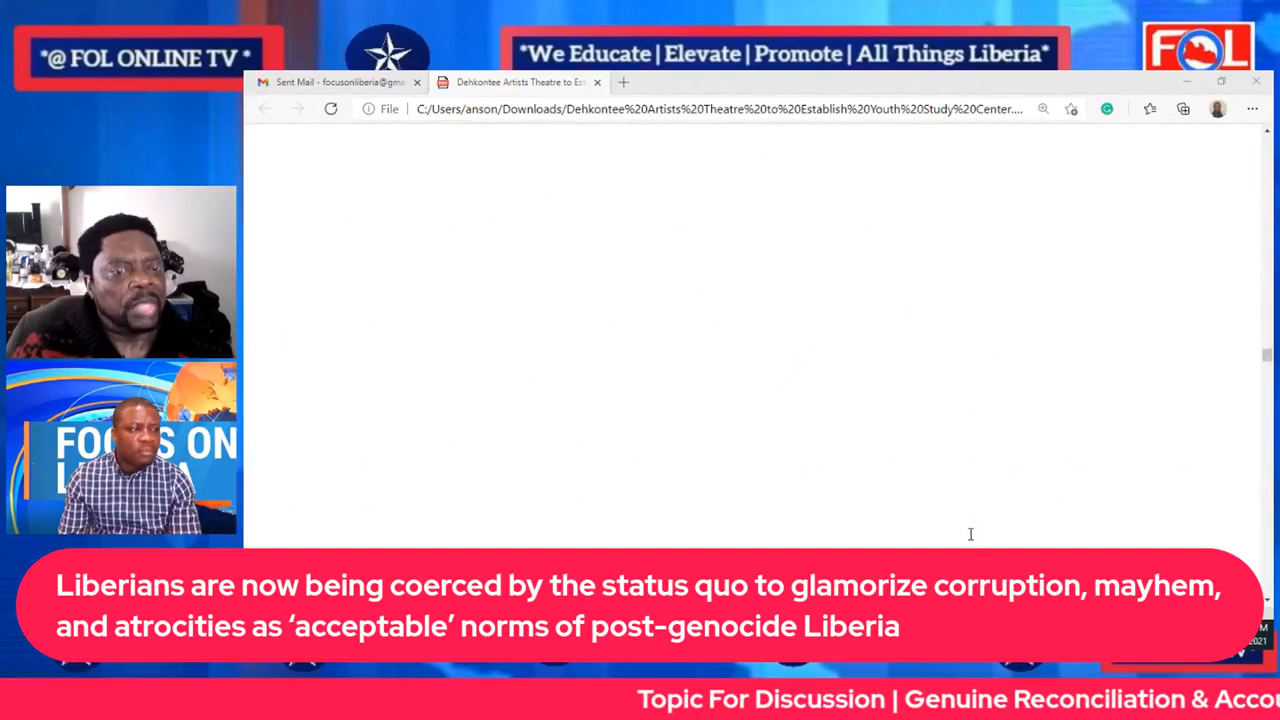 *@ FOL ONLINE TV *
*We Educate | Elevate | Promote | All Things Liberia*
FOL
Sent Mail - focusonliberia@gma
Dehkontee Artists Theatre to Est
File
C:/Users/anson/Downloads/Dehkontee%20Artists%20Theatre%20to%20Establish%20Youth%20Study%20Center....
FOCUS ON
Liberians are now being coerced by the status quo to glamorize corruption, mayhem,
and atrocities as ‘acceptable’ norms of post-genocide Liberia
M
2021
Topic For Discussion | Genuine Reconciliation & Accou